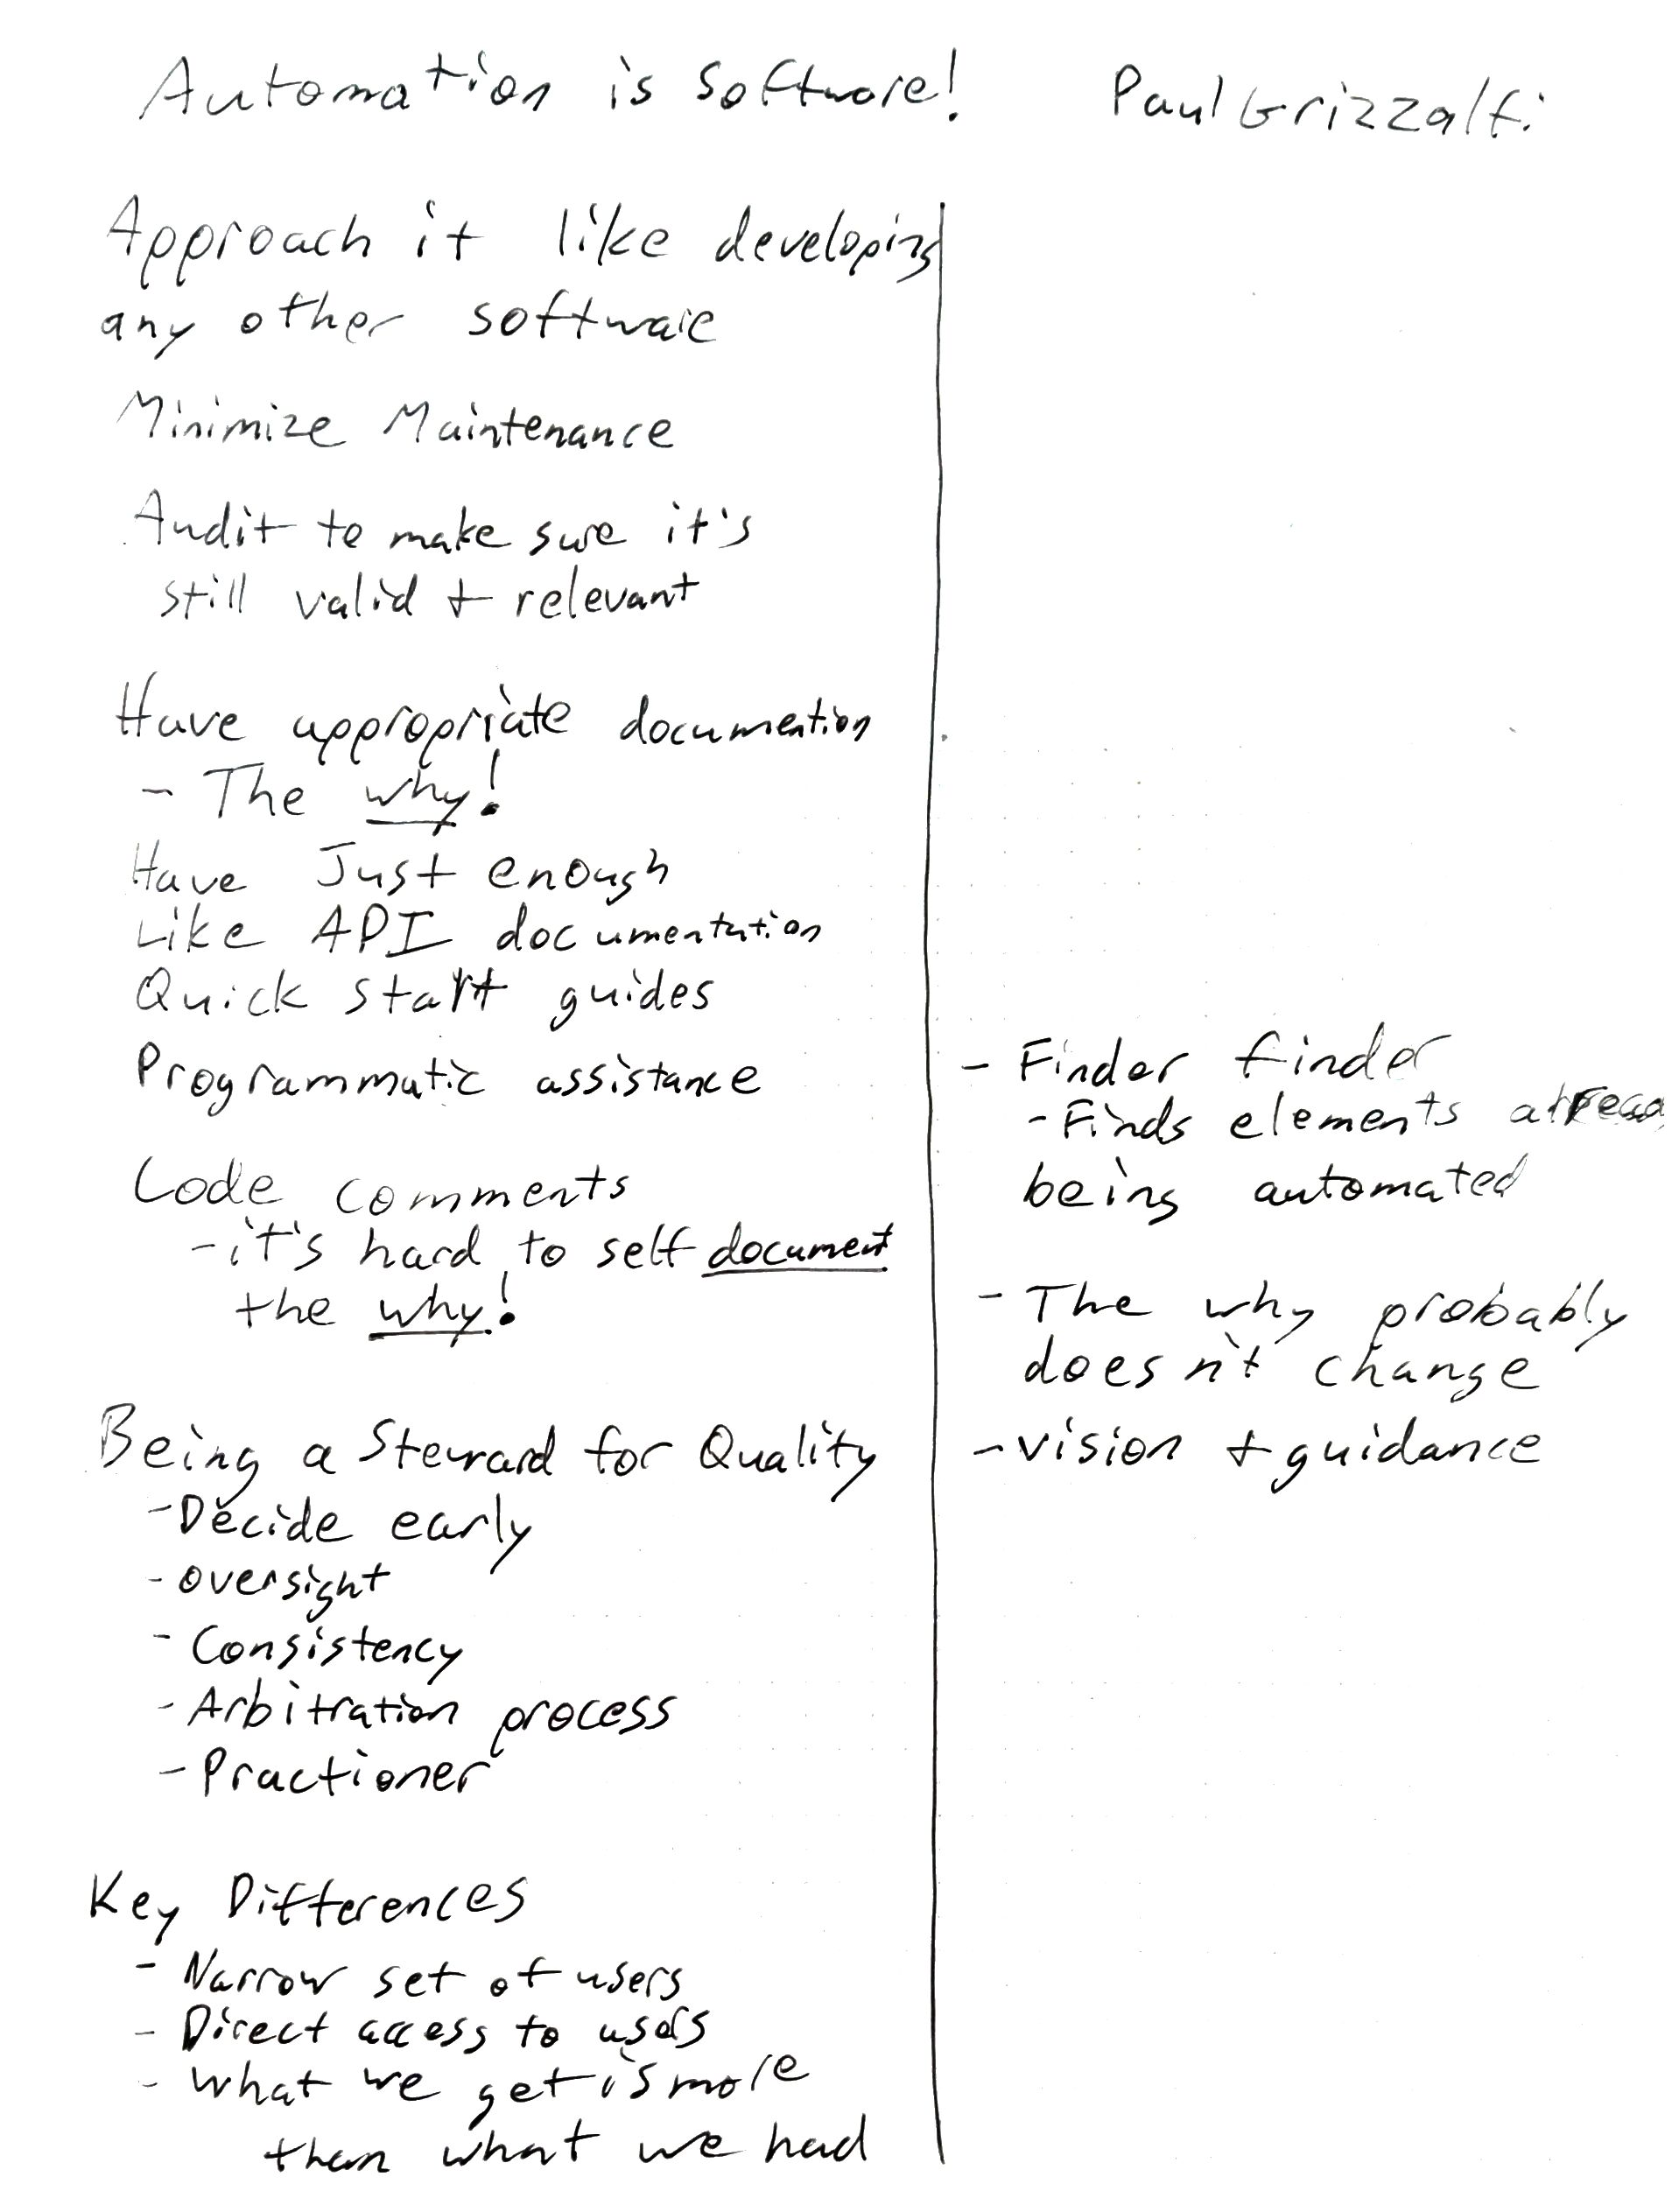 Automation is software! Paul Grizzaffi
Approach it like developing
any other software
Minimize Maintenance
Audit to make sure it's
still valid + relevant
Have appropriate documention
- The why!
Have Just enough
Like API documentation
Quick start guides
Programmatic assistance
Code comments
- it's hard to self document
the why!
Being a Steward for Quality
- Decide early
- oversight
- Consistency
- Arbitration process
- Practioner
Key Differences
- Narrow set of users
- Direct access to users
- What we get is more
than what we had
- Finder finder
- Finds elements
being automated
- The why probably
doesn't change
- vision + guidance